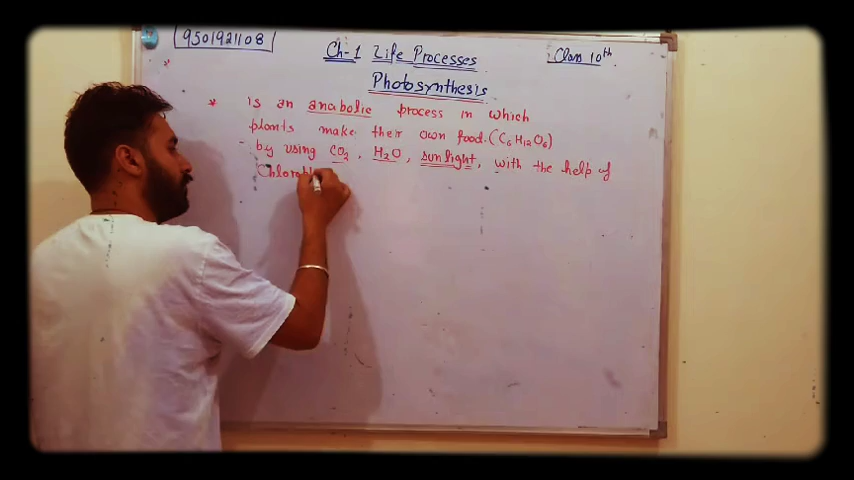 9501921108
Ch-1 Life Processes
Class 10th
Photosynthesis
* is an anabolic process in which
plants make their own food. (C6H12O6)
by using CO2, H2O, sunlight, with the help of